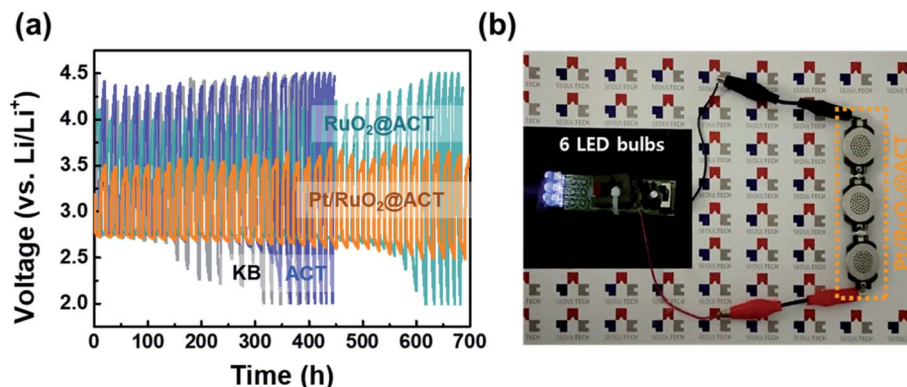 (a)
Voltage (vs. Li/Li⁺)
4.5
4.0
3.5
3.0
2.5
2.0
RuO₂@ACT
Pt/RuO₂@ACT
KB
ACT
0
100
200
300
400
500
600
700
Time (h)
(b)
6 LED bulbs
Pt/RuO₂@ACT
SEOULTECH